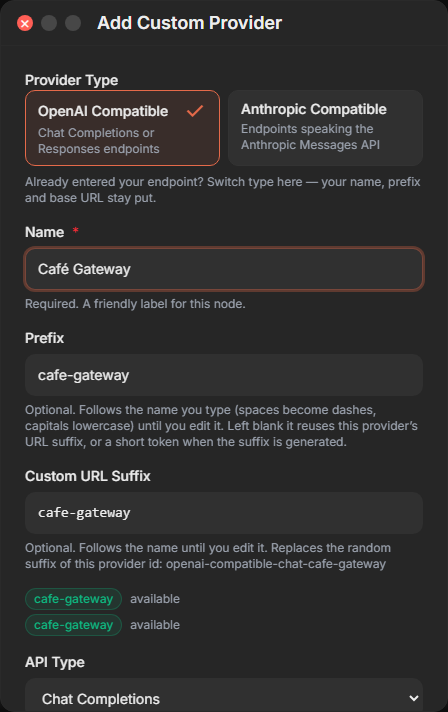 Add Custom Provider
Provider Type
OpenAI Compatible
Chat Completions or
Responses endpoints
Anthropic Compatible
Endpoints speaking the
Anthropic Messages API
Already entered your endpoint? Switch type here — your name, prefix
and base URL stay put.
Name *
Café Gateway
Required. A friendly label for this node.
Prefix
cafe-gateway
Optional. Follows the name you type (spaces become dashes,
capitals lowercase) until you edit it. Left blank it reuses this provider’s
URL suffix, or a short token when the suffix is generated.
Custom URL Suffix
cafe-gateway
Optional. Follows the name until you edit it. Replaces the random
suffix of this provider id: openai-compatible-chat-cafe-gateway
cafe-gateway available
cafe-gateway available
API Type
Chat Completions